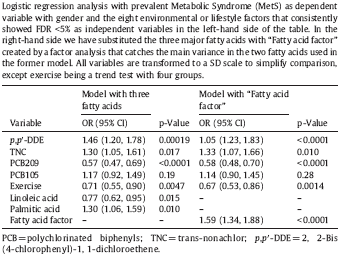 Logistic regression analysis with prevalent Metabolic Syndrome (MetS) as dependent
variable with gender and the eight environmental or lifestyle factors that consistently
showed FDR <5% as independent variables in the left-hand side of the table. In the
right-hand side we have substituted the three major fatty acids with "Fatty acid factor"
created by a factor analysis that catches the main variance in the two fatty acids used in
the former model. All variables are transformed to a SD scale to simplify comparison,
except exercise being a trend test with four groups.
Model with three fatty acids Model with "Fatty acid factor"
Variable OR (95% CI) p-Value OR (95% CI) p-Value
p,p′-DDE 1.46 (1.20, 1.78) 0.00019 1.05 (1.23, 1.83) <0.0001
TNC 1.30 (1.05, 1.61) 0.017 1.33 (1.07, 1.66) 0.010
PCB209 0.57 (0.47, 0.69) <0.0001 0.58 (0.48, 0.70) <0.0001
PCB105 1.17 (0.92, 1.49) 0.19 1.14 (0.90, 1.45) 0.28
Exercise 0.71 (0.55, 0.90) 0.0047 0.67 (0.53, 0.86) 0.0014
Linoleic acid 0.77 (0.62, 0.95) 0.015 – –
Palmitic acid 1.30 (1.06, 1.59) 0.010 – –
Fatty acid factor – – 1.59 (1.34, 1.88) <0.0001
PCB=polychlorinated biphenyls; TNC=trans-nonachlor; p,p′-DDE=2, 2-Bis
(4-chlorophenyl)-1, 1-dichloroethene.